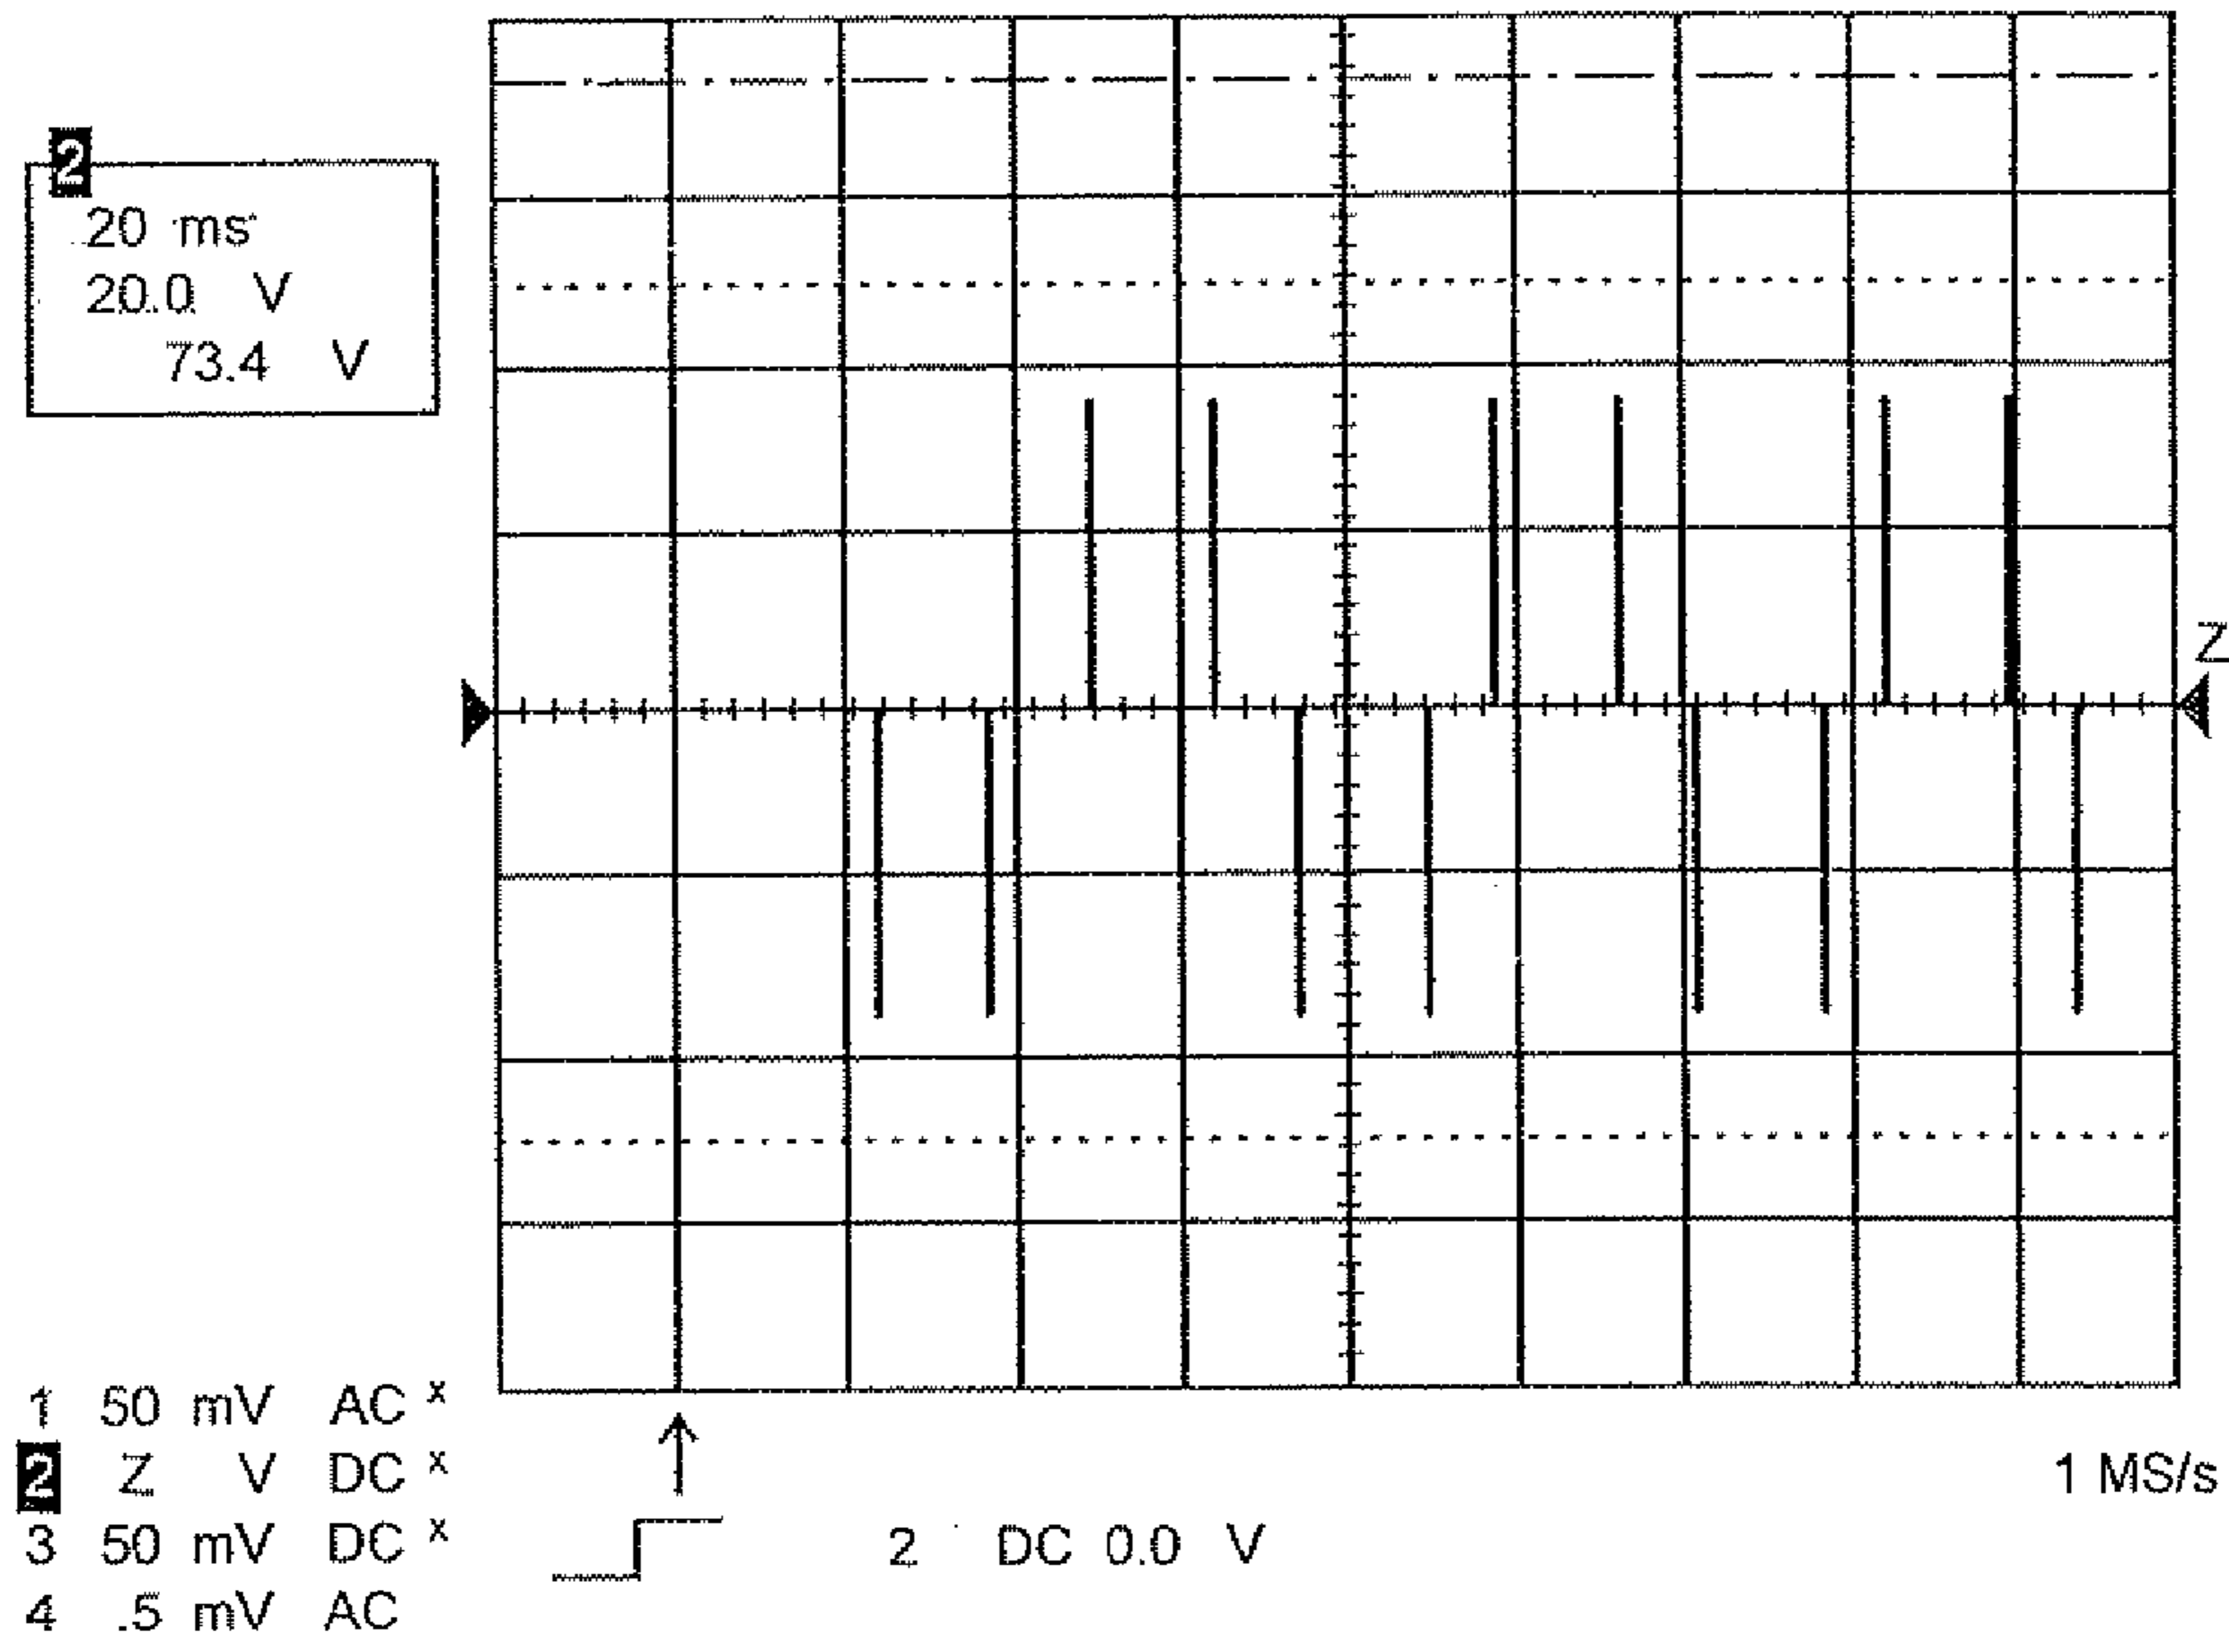 2
20 ms
20.0 V
73.4 V
Z
1 50 mV AC x
2 Z V DC x
3 50 mV DC x
4 .5 mV AC
1 MS/s
2 DC 0.0 V